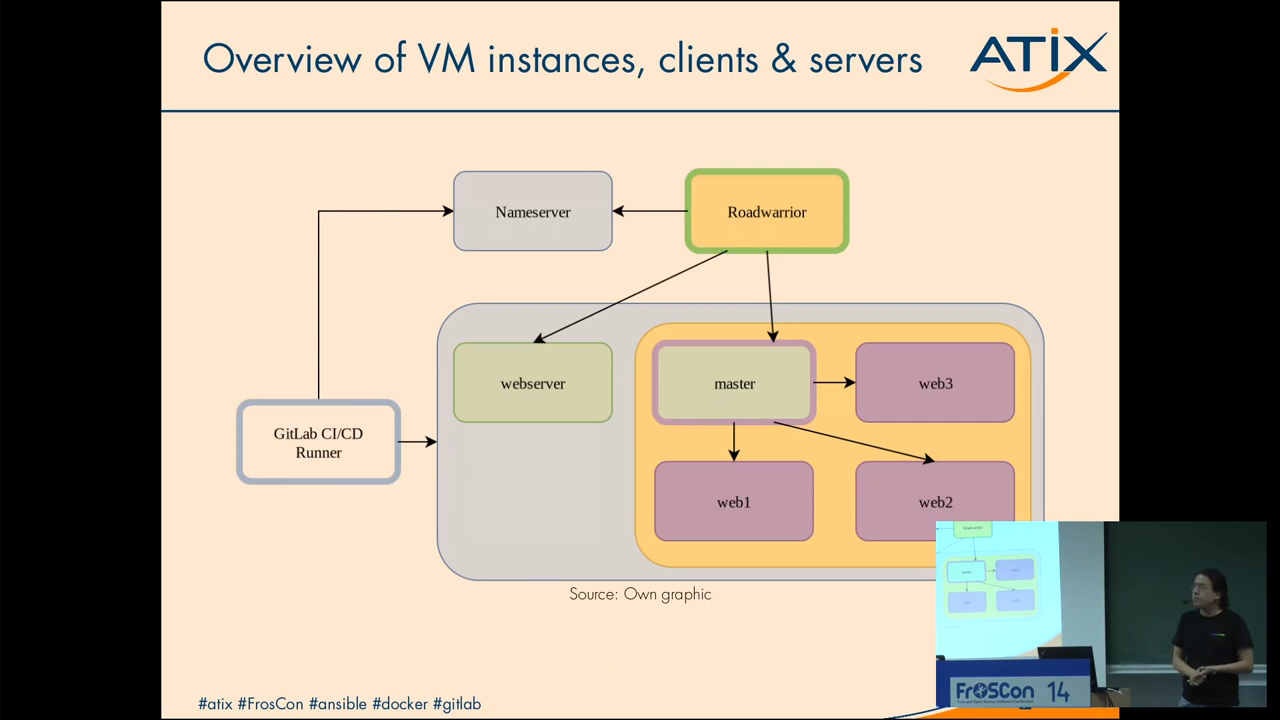 Overview of VM instances, clients & servers
ATIX
Nameserver
Roadwarrior
webserver
master
web3
GitLab CI/CD
Runner
web1
web2
Source: Own graphic
#atix #FrosCon #ansible #docker #gitlab
FrOSCon 14